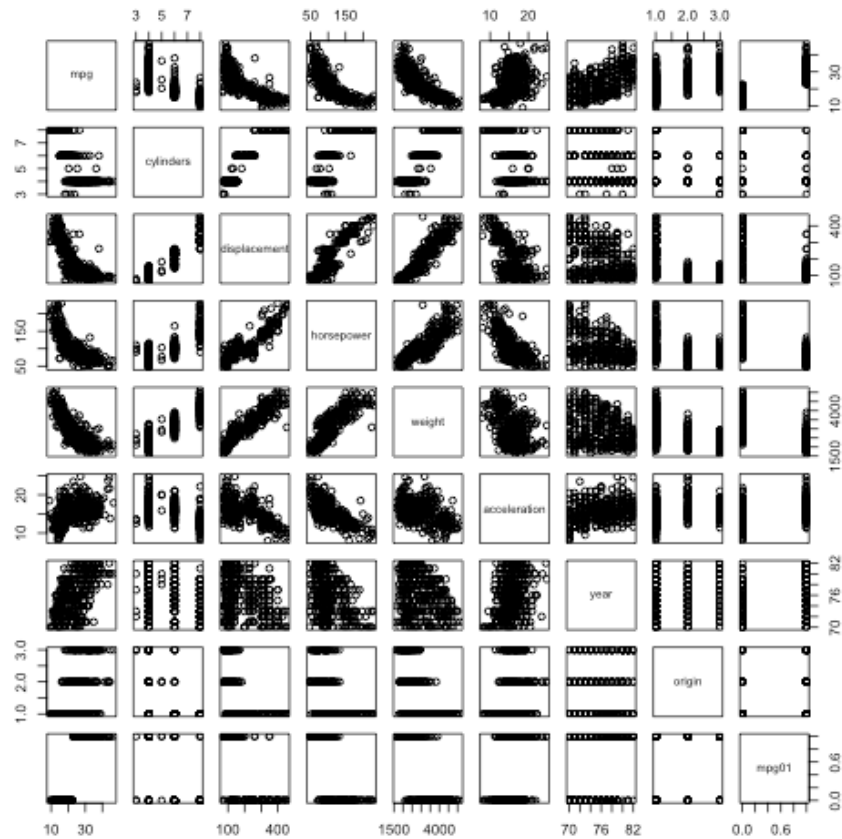 3 5 7 50 150 10 20 1.0 2.0 3.0
mpg 10 30
3 5 7 cylinders
displacement 100 400
50 150 horsepower
weight 1500 4000
10 20 acceleration
year 70 76 82
1.0 2.0 3.0 origin
mpg01 0.0 0.6
10 30 100 400 1500 4000 70 76 82 0.0 0.6